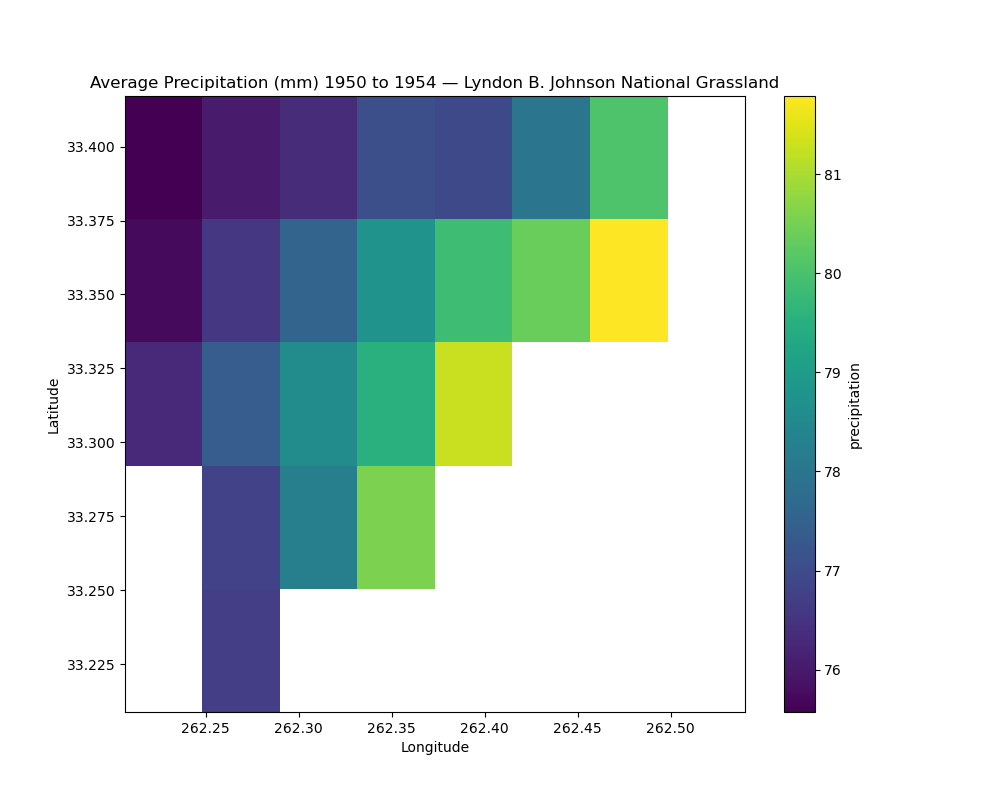 Average Precipitation (mm) 1950 to 1954 — Lyndon B. Johnson National Grassland
33.400
33.375
33.350
33.325
33.300
33.275
33.250
33.225
Latitude
262.25 262.30 262.35 262.40 262.45 262.50
Longitude
81
80
79
78
77
76
precipitation